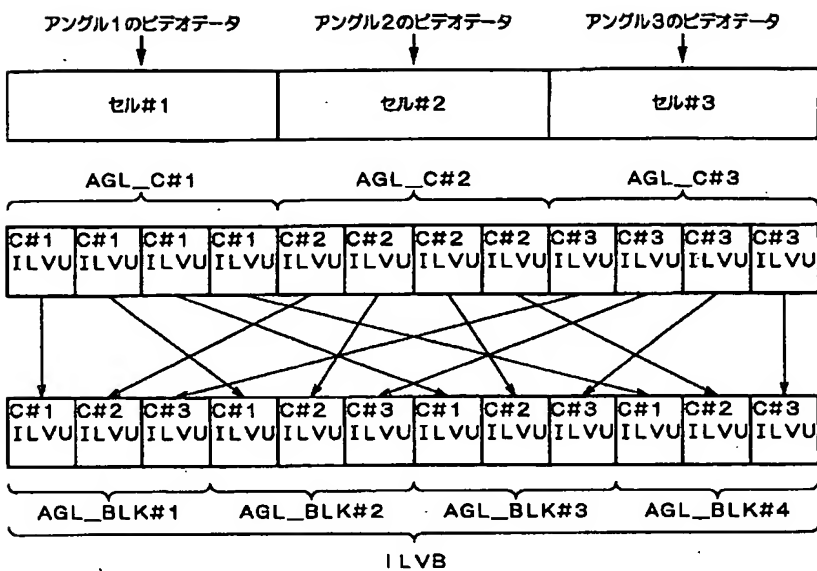 アングル1のビデオデータ アングル2のビデオデータ アングル3のビデオデータ
セル#1 セル#2 セル#3
AGL_C#1 AGL_C#2 AGL_C#3
C#1 C#1 C#1 C#1 C#2 C#2 C#2 C#2 C#3 C#3 C#3 C#3
ILVU ILVU ILVU ILVU ILVU ILVU ILVU ILVU ILVU ILVU ILVU ILVU
C#1 C#2 C#3 C#1 C#2 C#3 C#1 C#2 C#3 C#1 C#2 C#3
ILVU ILVU ILVU ILVU ILVU ILVU ILVU ILVU ILVU ILVU ILVU ILVU
AGL_BLK#1 AGL_BLK#2 AGL_BLK#3 AGL_BLK#4
ILVB